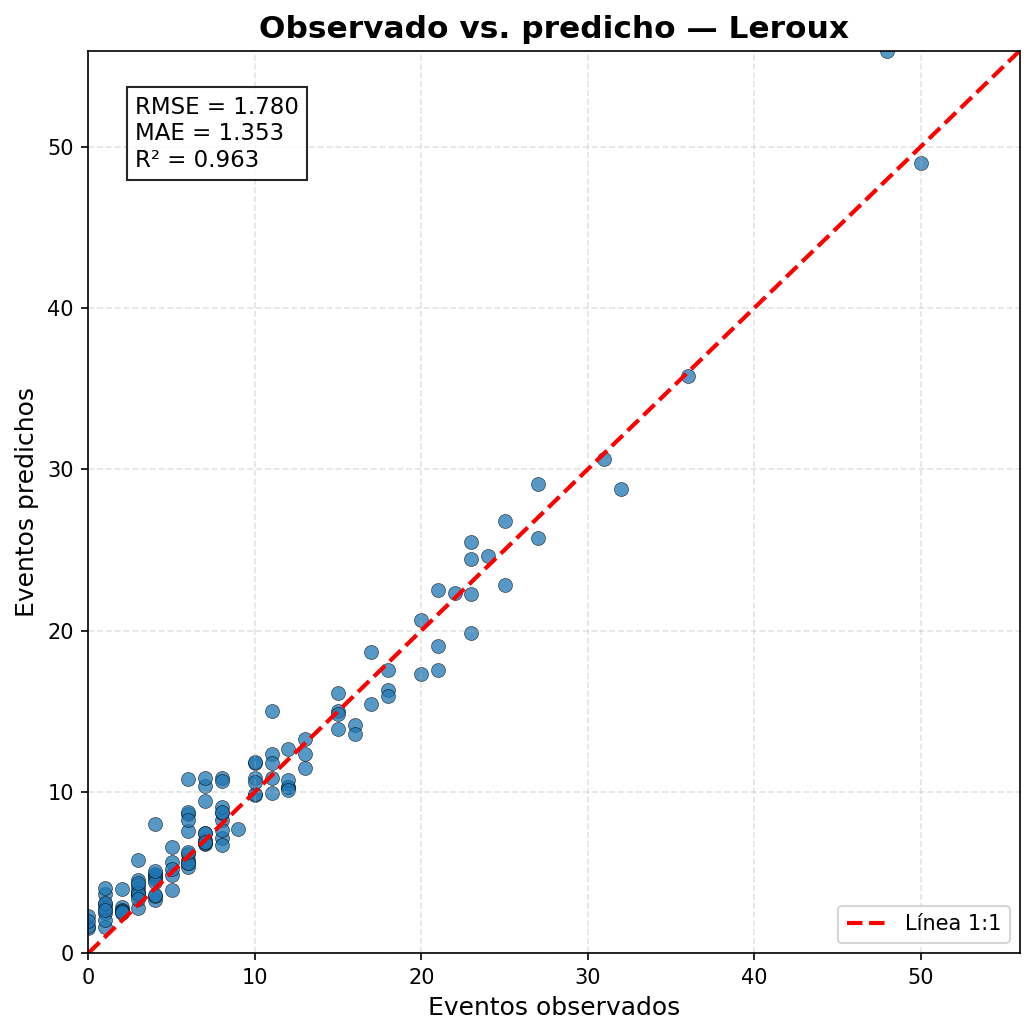 Observado vs. predicho — Leroux
RMSE = 1.780
MAE = 1.353
R² = 0.963
Eventos predichos
50
40
30
20
10
0
Línea 1:1
0 10 20 30 40 50
Eventos observados